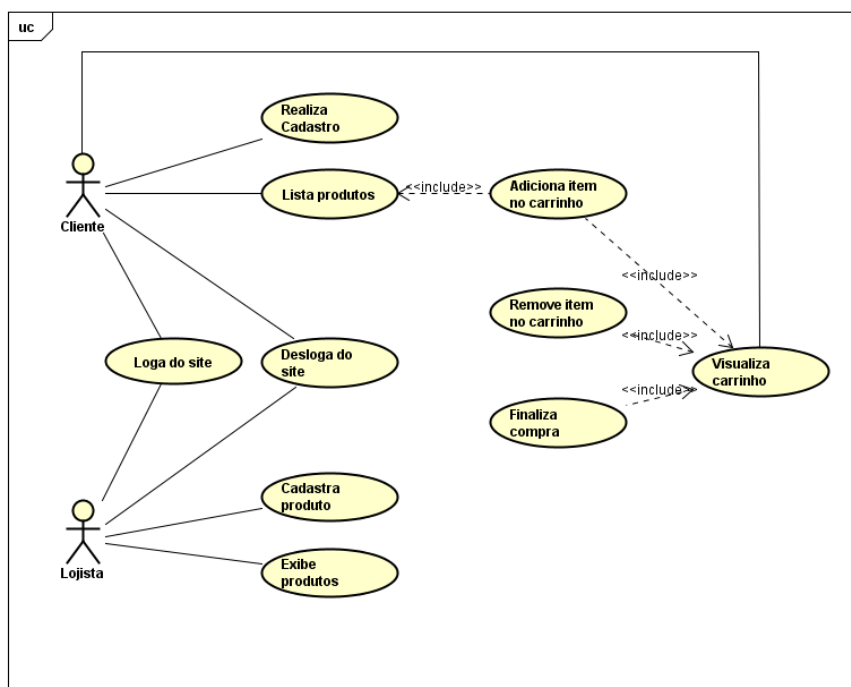 uc
Realiza
Cadastro
Lista produtos
<<include>>
Adiciona item
no carrinho
Cliente
<<include>>
Remove item
no carrinho
<<include>>
Loga do site
Desloga do
site
Visualiza
carrinho
<<include>>
Finaliza
compra
Cadastra
produto
Lojista
Exibe
produtos